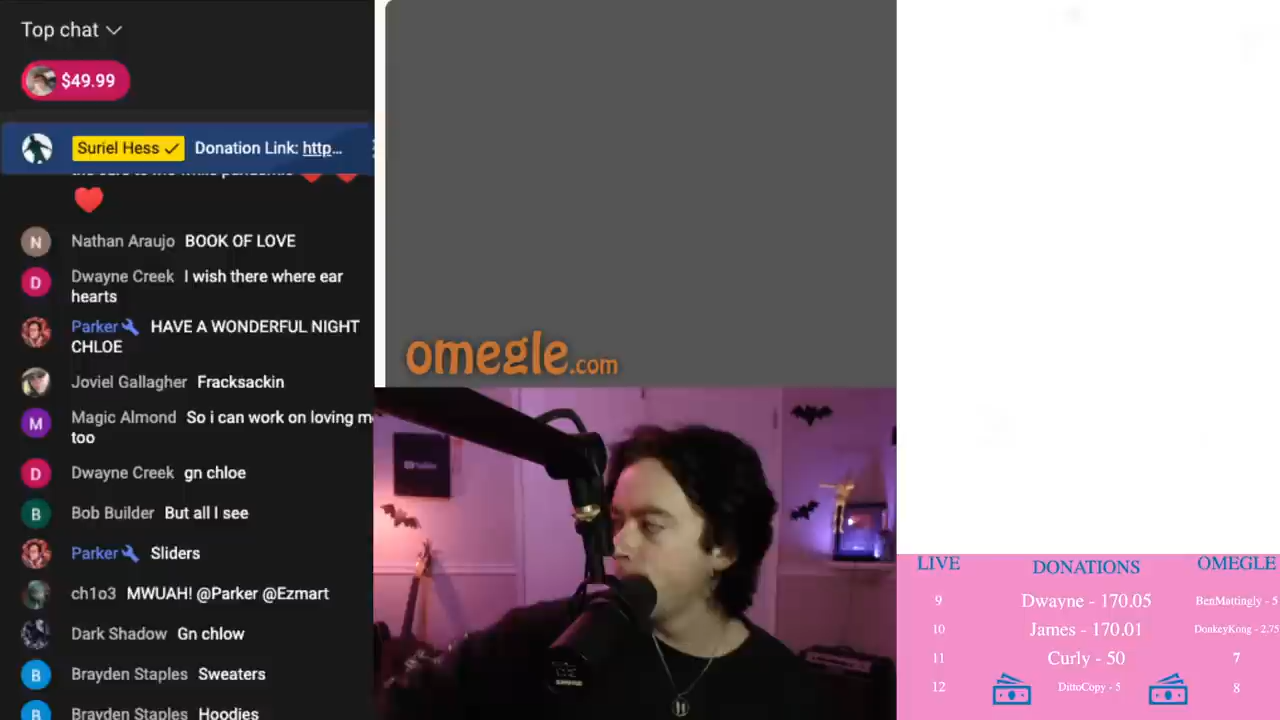 Top chat
$49.99
Suriel Hess Donation Link: http...
Nathan Araujo BOOK OF LOVE
Dwayne Creek I wish there where ear
hearts
Parker HAVE A WONDERFUL NIGHT
CHLOE
Joviel Gallagher Fracksackin
Magic Almond So i can work on loving me
too
Dwayne Creek gn chloe
Bob Builder But all I see
Parker Sliders
ch1o3 MWUAH! @Parker @Ezmart
Dark Shadow Gn chlow
Brayden Staples Sweaters
Brayden Staples Hoodies
N
D
M
D
B
B
B
omegle.com
YouTube
LIVE DONATIONS OMEGLE
9 Dwayne - 170.05 BenMattingly - 5
10 James - 170.01 DonkeyKong - 2.75
11 Curly - 50 7
12 DittoCopy - 5 8